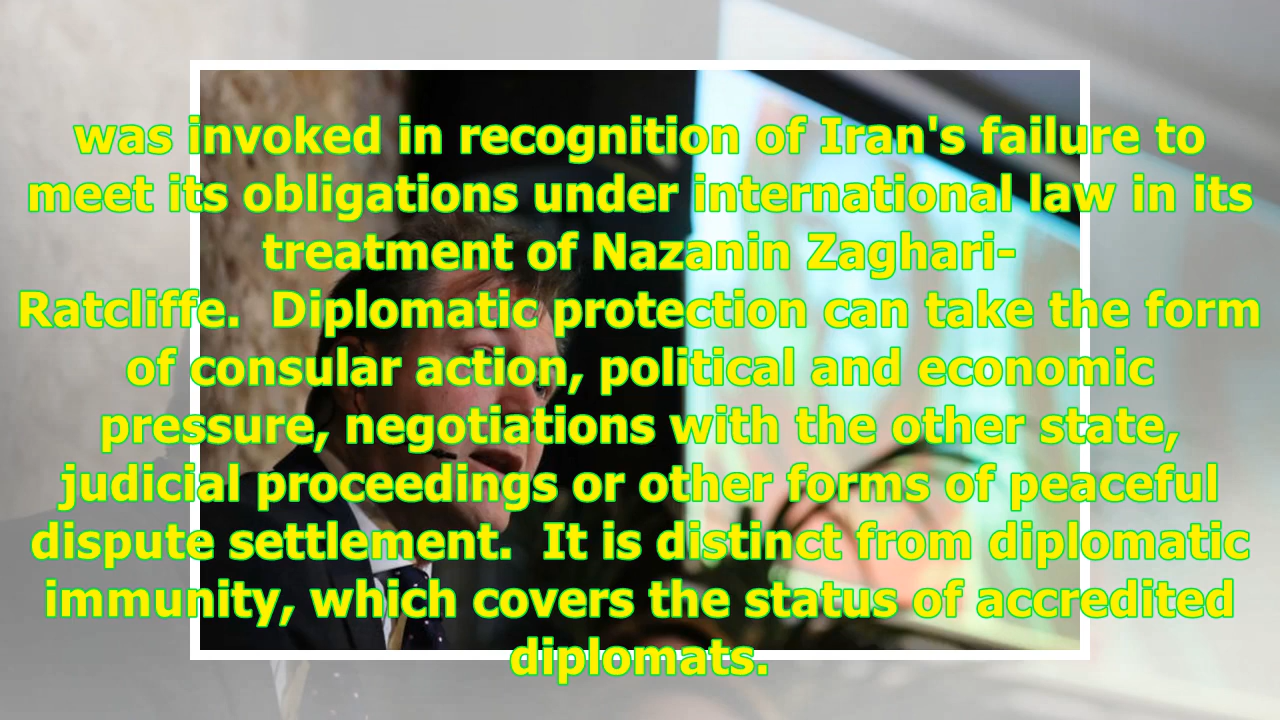 was invoked in recognition of Iran's failure to
meet its obligations under international law in its
treatment of Nazanin Zaghari-
Ratcliffe.  Diplomatic protection can take the form
of consular action, political and economic
pressure, negotiations with the other state,
judicial proceedings or other forms of peaceful
dispute settlement.  It is distinct from diplomatic
immunity, which covers the status of accredited
diplomats.